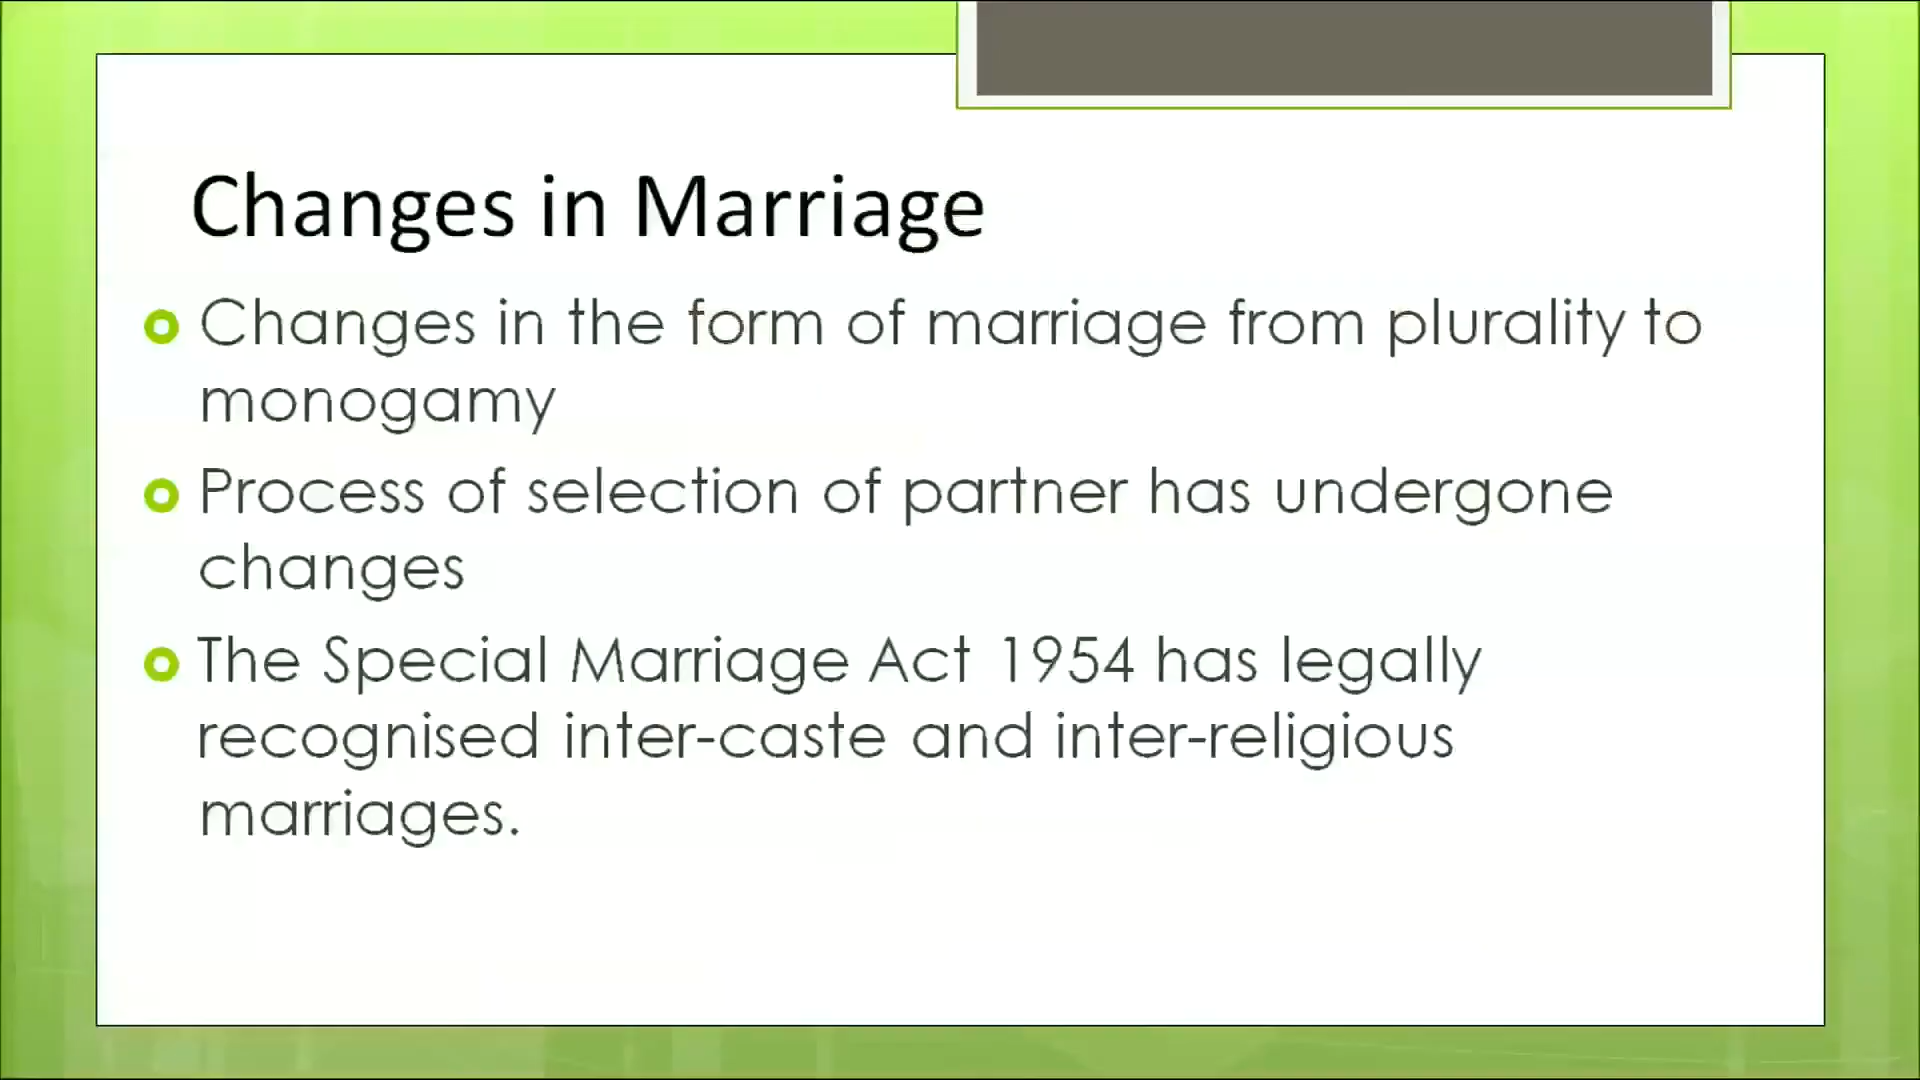 Changes in Marriage
Changes in the form of marriage from plurality to
monogamy
Process of selection of partner has undergone
changes
The Special Marriage Act 1954 has legally
recognised inter-caste and inter-religious
marriages.